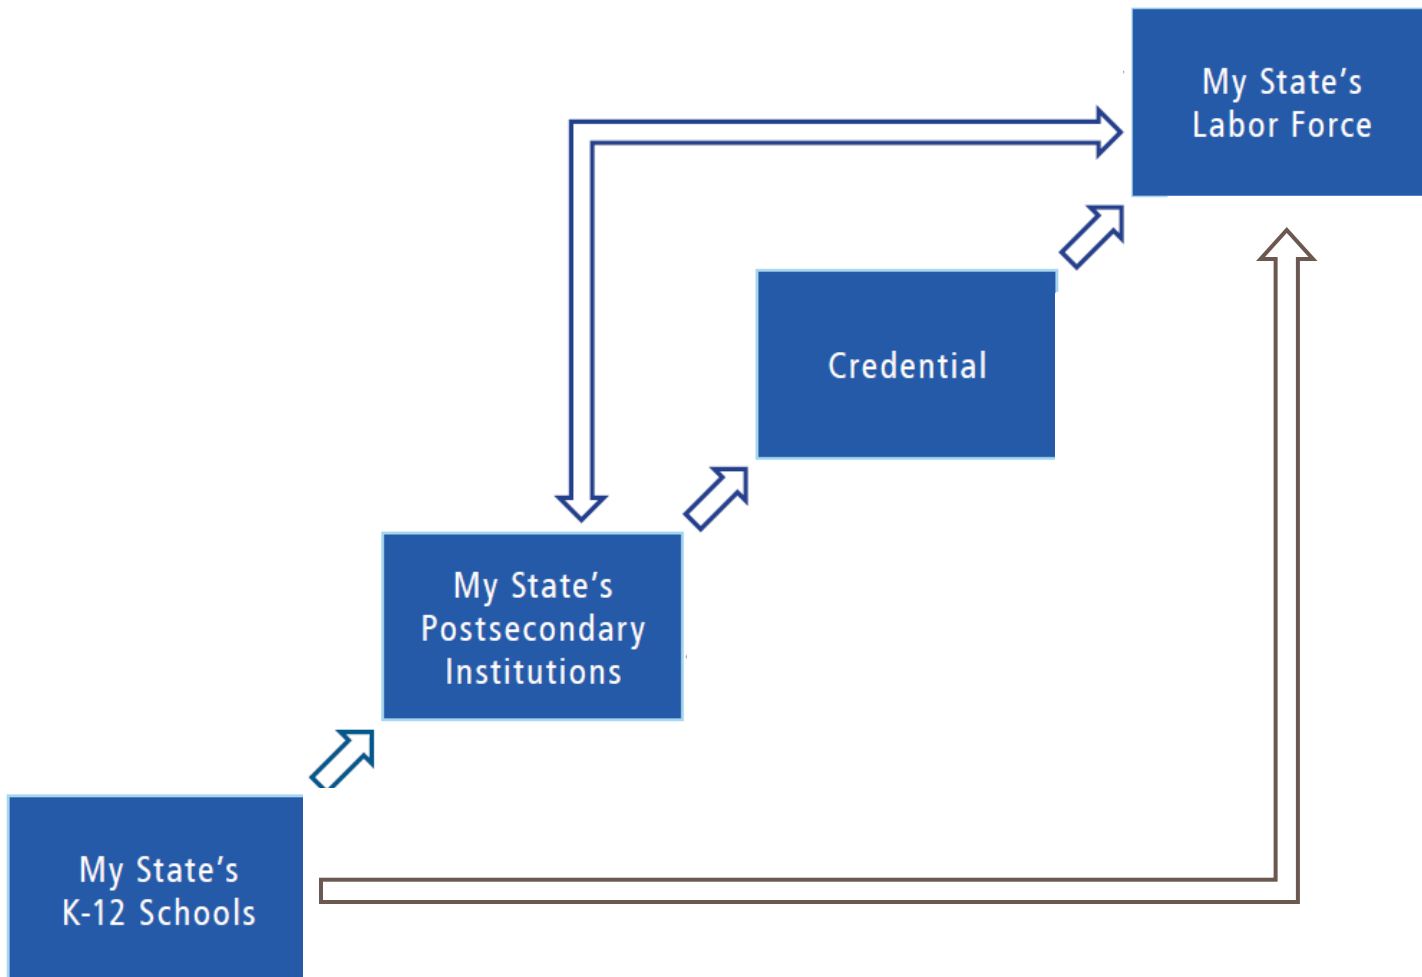 My State’s
Labor Force
Credential
My State’s
Postsecondary
Institutions
My State’s
K-12 Schools